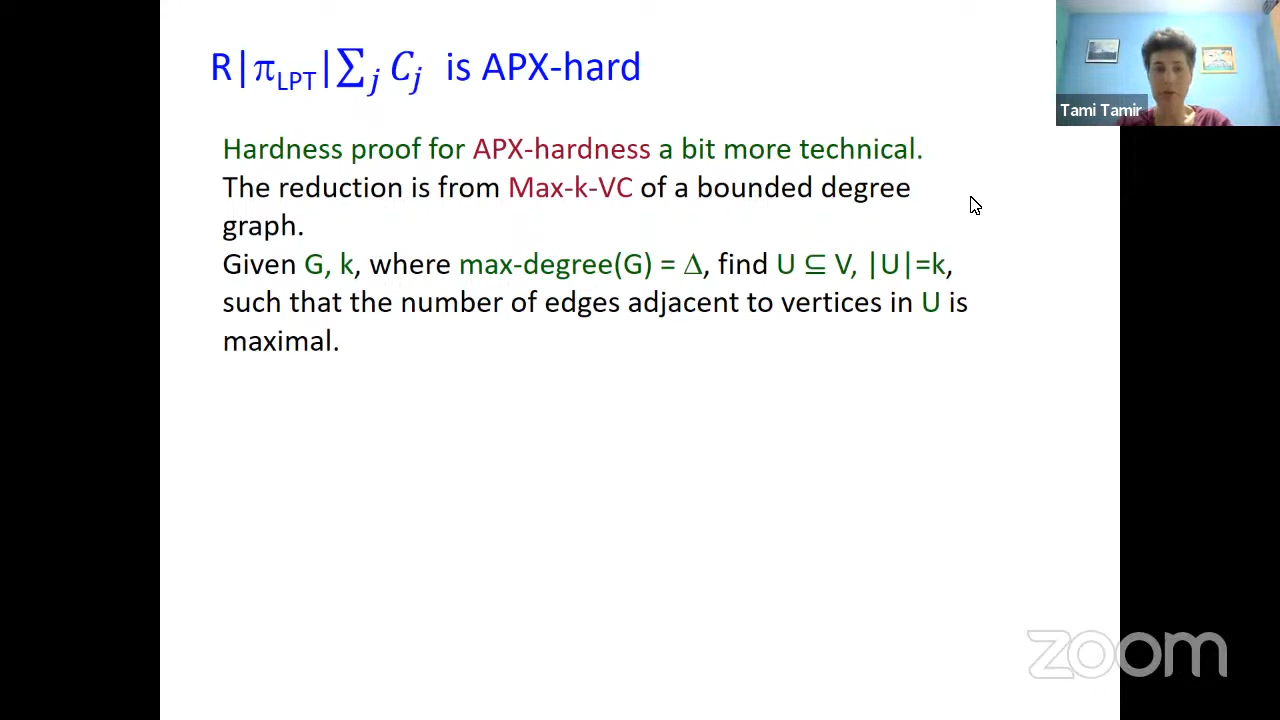 R|π_LPT|∑_j C_j is APX-hard
Tami Tamir
Hardness proof for APX-hardness a bit more technical.
The reduction is from Max-k-VC of a bounded degree
graph.
Given G, k, where max-degree(G) = Δ, find U ⊆ V, |U|=k,
such that the number of edges adjacent to vertices in U is
maximal.
zoom